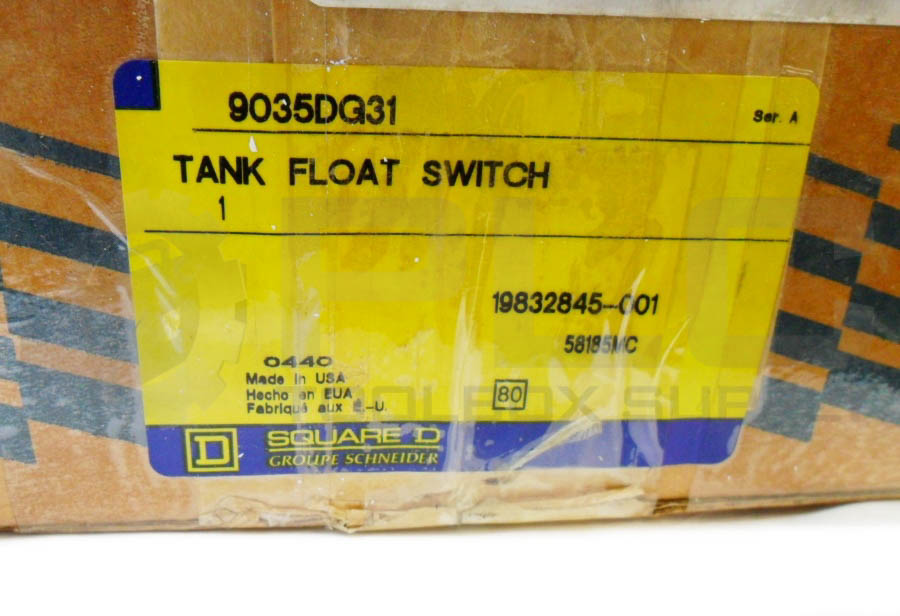 9035DG31
Ser. A
TANK FLOAT SWITCH
1
19832845-001
58185MC
0440
Made in USA
Hecho en EUA
Fabriqué aux É.-U.
80
D
SQUARE D
GROUPE SCHNEIDER